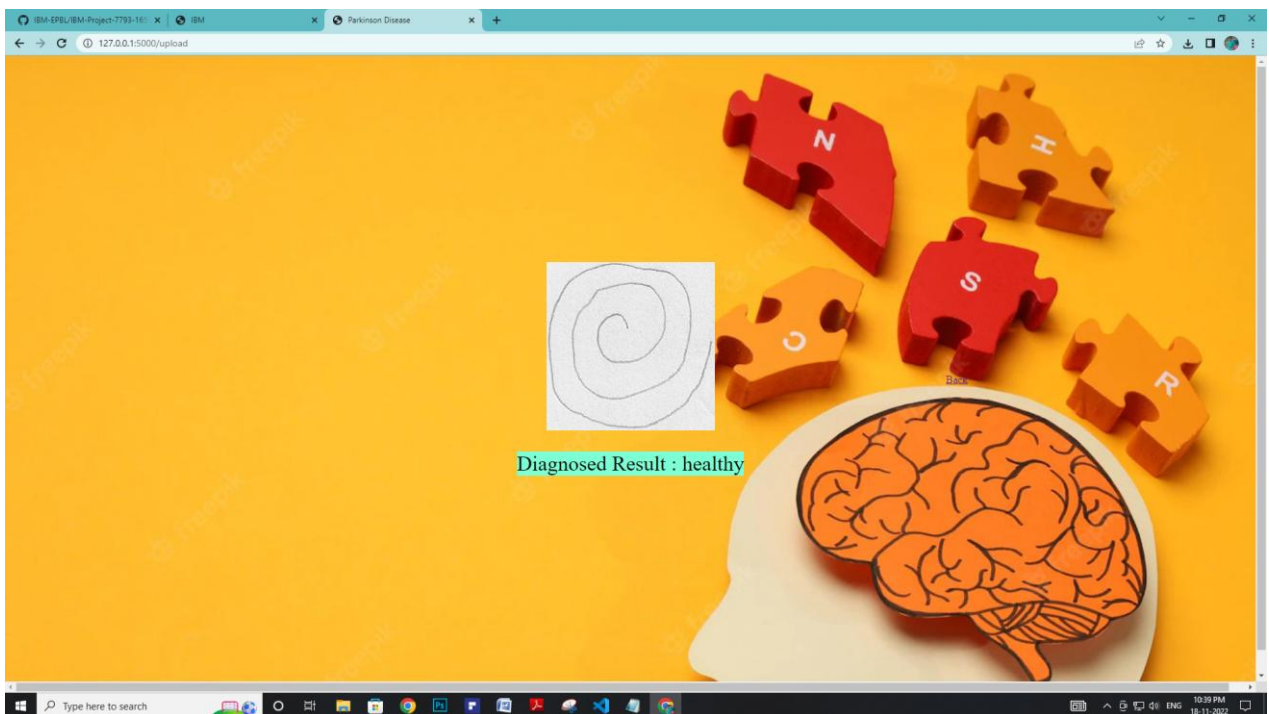 IBM-EPBL/IBM-Project-7793-165
IBM
Parkinson Disease
127.0.0.1:5000/upload
N
H
S
C
R
Back
Diagnosed Result : healthy
Type here to search
ENG
10:39 PM
18-11-2022